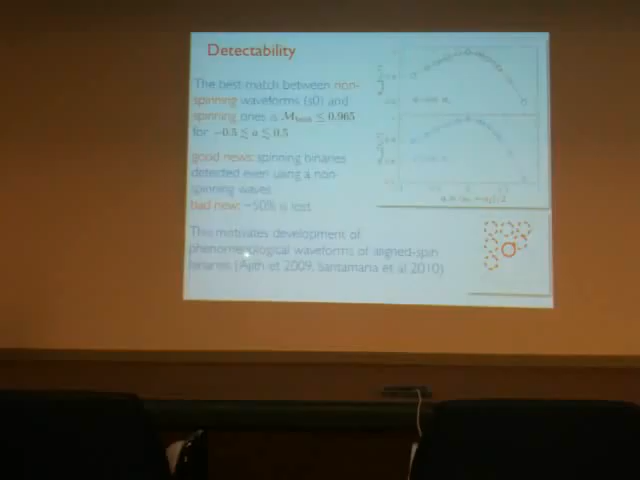 Detectability
The best match between non-
spinning waveforms (s0) and
spinning ones is M_best ≤ 0.965
for −0.5 ≲ a ≲ 0.5
good news: spinning binaries
detected even using a non-
spinning waves
bad new: ~50% is lost
This motivates development of
phenomenological waveforms of aligned-spin
binaries (Ajith et 2009, Santamaria et al 2010)